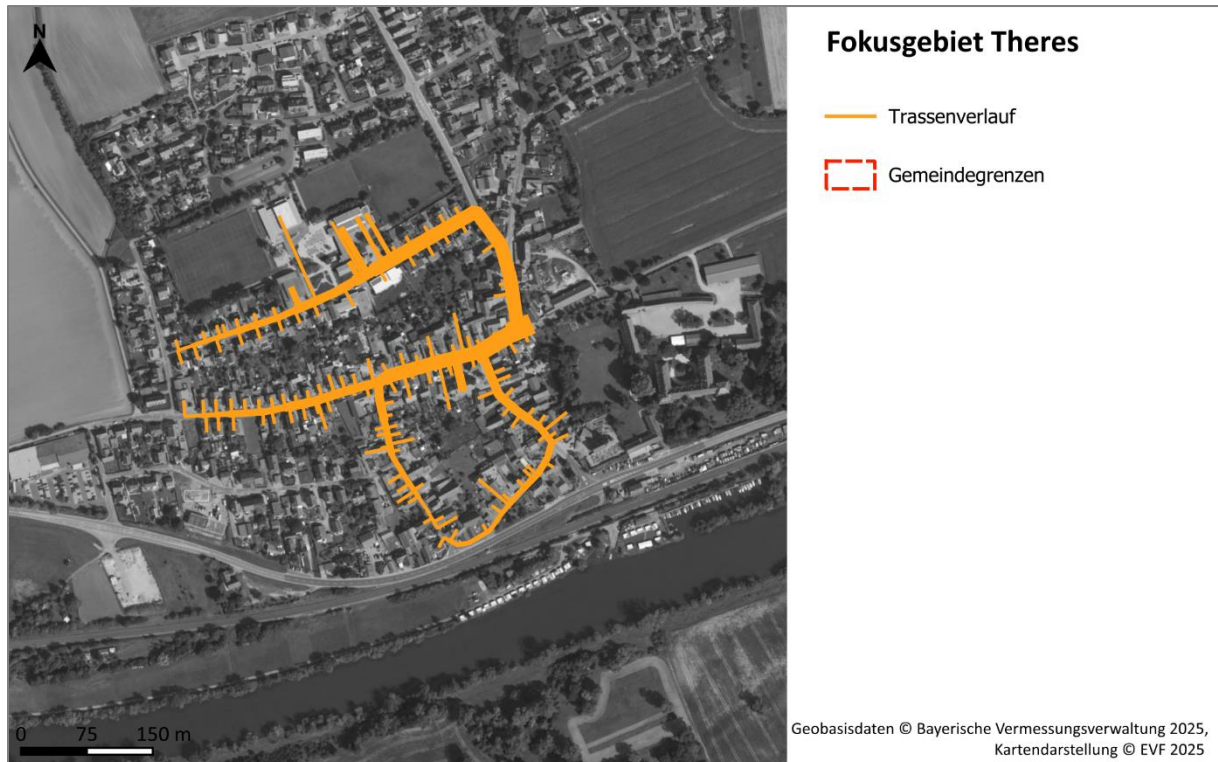 N
Fokusgebiet Theres
Trassenverlauf
Gemeindegrenzen
0 75 150 m
Geobasisdaten © Bayerische Vermessungsverwaltung 2025,
Kartendarstellung © EVF 2025